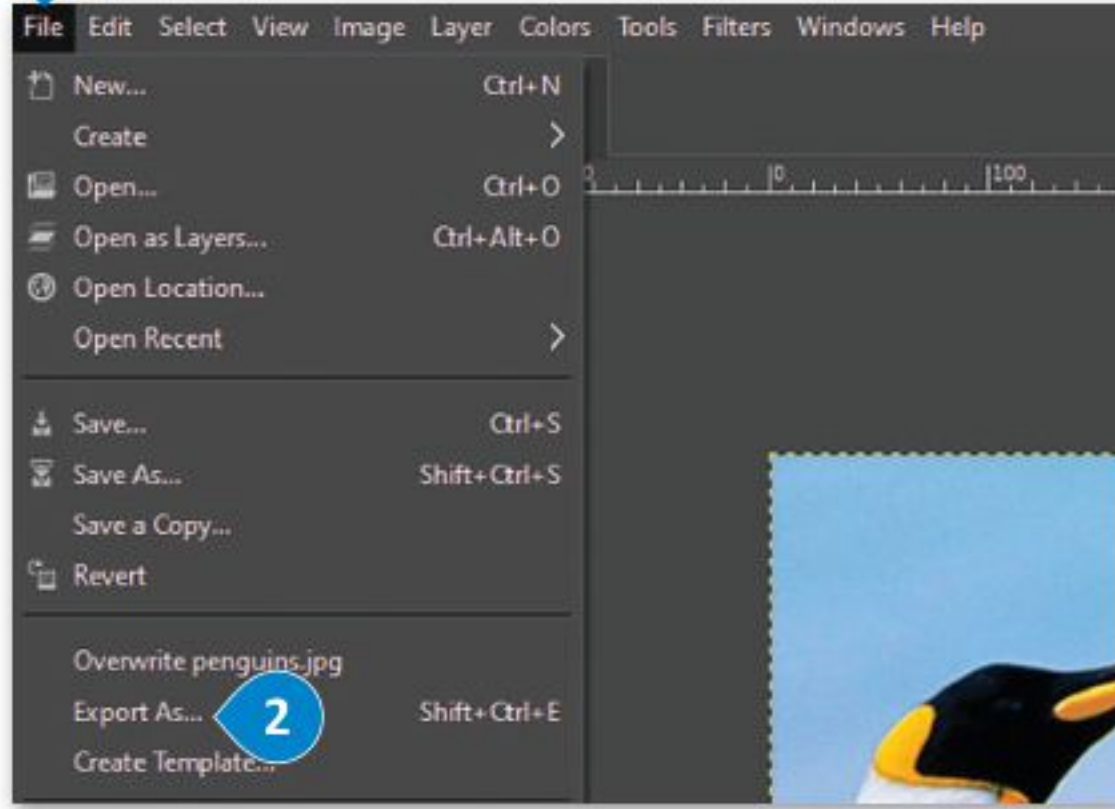 File Edit Select View Image Layer Colors Tools Filters Windows Help
New... Ctrl+N
Create
Open... Ctrl+O
0 100
Open as Layers... Ctrl+Alt+O
Open Location...
Open Recent
Save... Ctrl+S
Save As... Shift+Ctrl+S
Save a Copy...
Revert
Overwrite penguins.jpg
Export As... 2 Shift+Ctrl+E
Create Template...